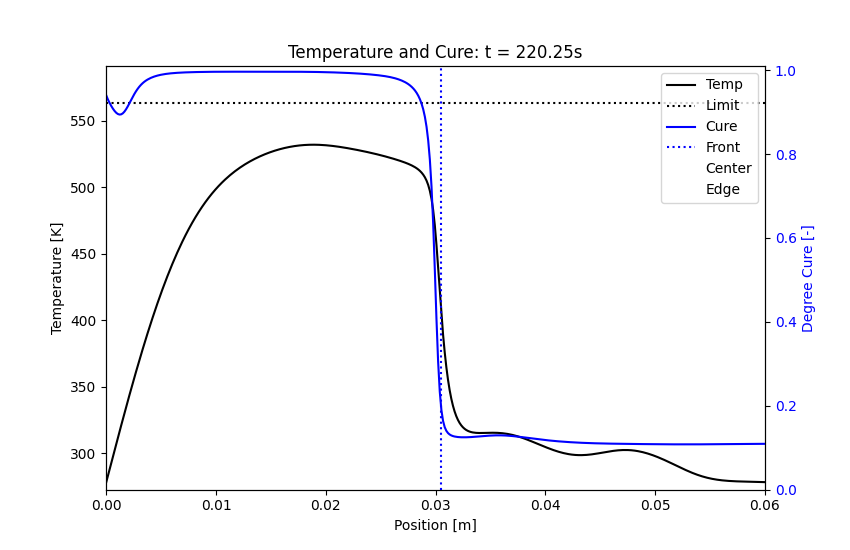 Temperature and Cure: t = 220.25s
Temp
Limit
Cure
Front
Center
Edge
Temperature [K]
550
500
450
400
350
300
Degree Cure [-]
1.0
0.8
0.6
0.4
0.2
0.0
0.00 0.01 0.02 0.03 0.04 0.05 0.06
Position [m]